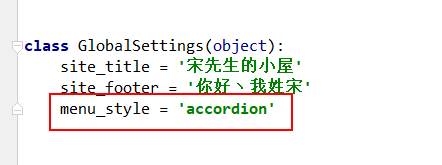 class GlobalSettings(object):
site_title = '宋先生的小屋'
site_footer = '你好丶我姓宋'
menu_style = 'accordion'